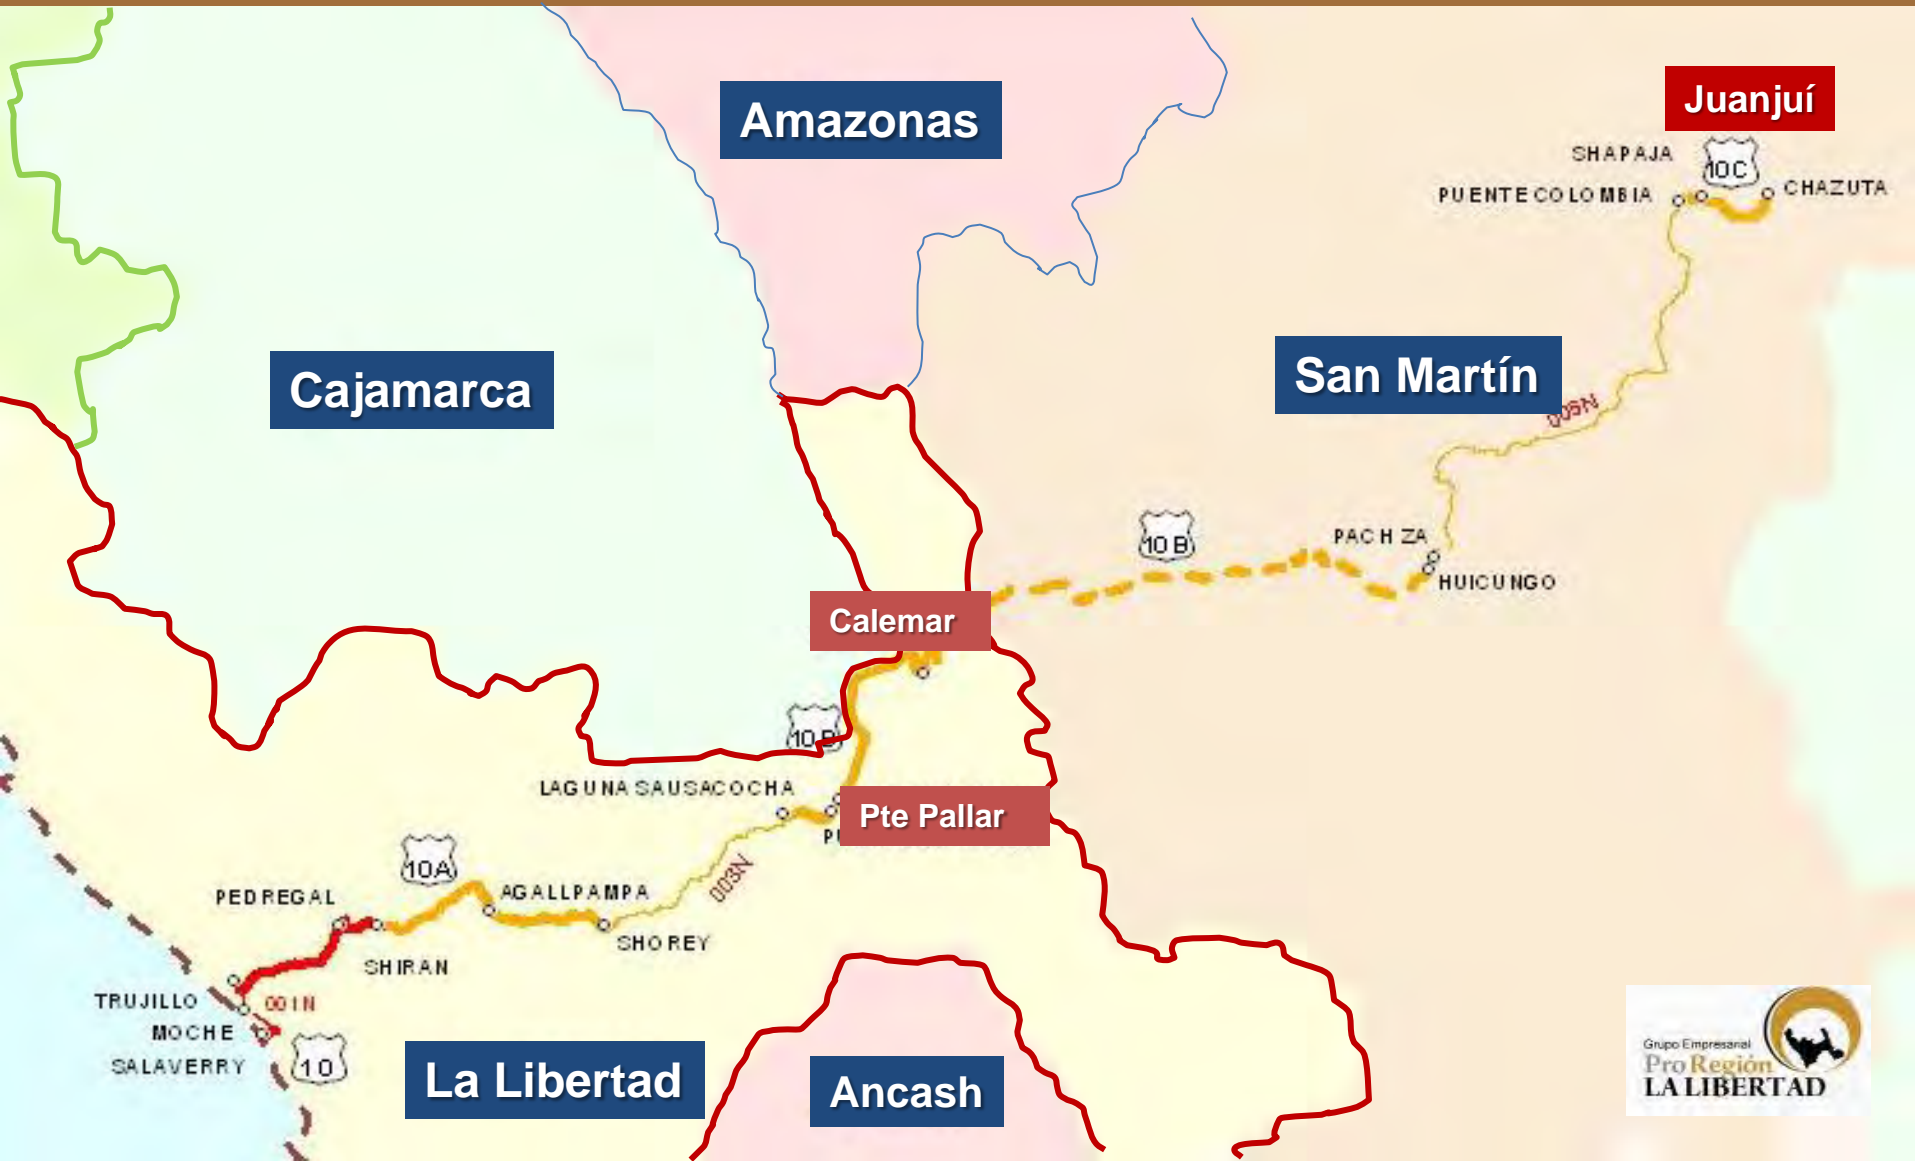 Amazonas
Juanjuí
SHAPAJA
10C
PUENTE COLOMBIA
CHAZUTA
Cajamarca
San Martín
005N
10 B
PACHIZA
HUICUNGO
Calemar
10 B
LAGUNA SAUSACOCHA
Pte Pallar
10A
003N
PEDREGAL
AGALLPAMPA
SHOREY
SHIRAN
TRUJILLO
001N
MOCHE
SALAVERRY
10
La Libertad
Ancash
Grupo Empresarial
Pro Región
LA LIBERTAD